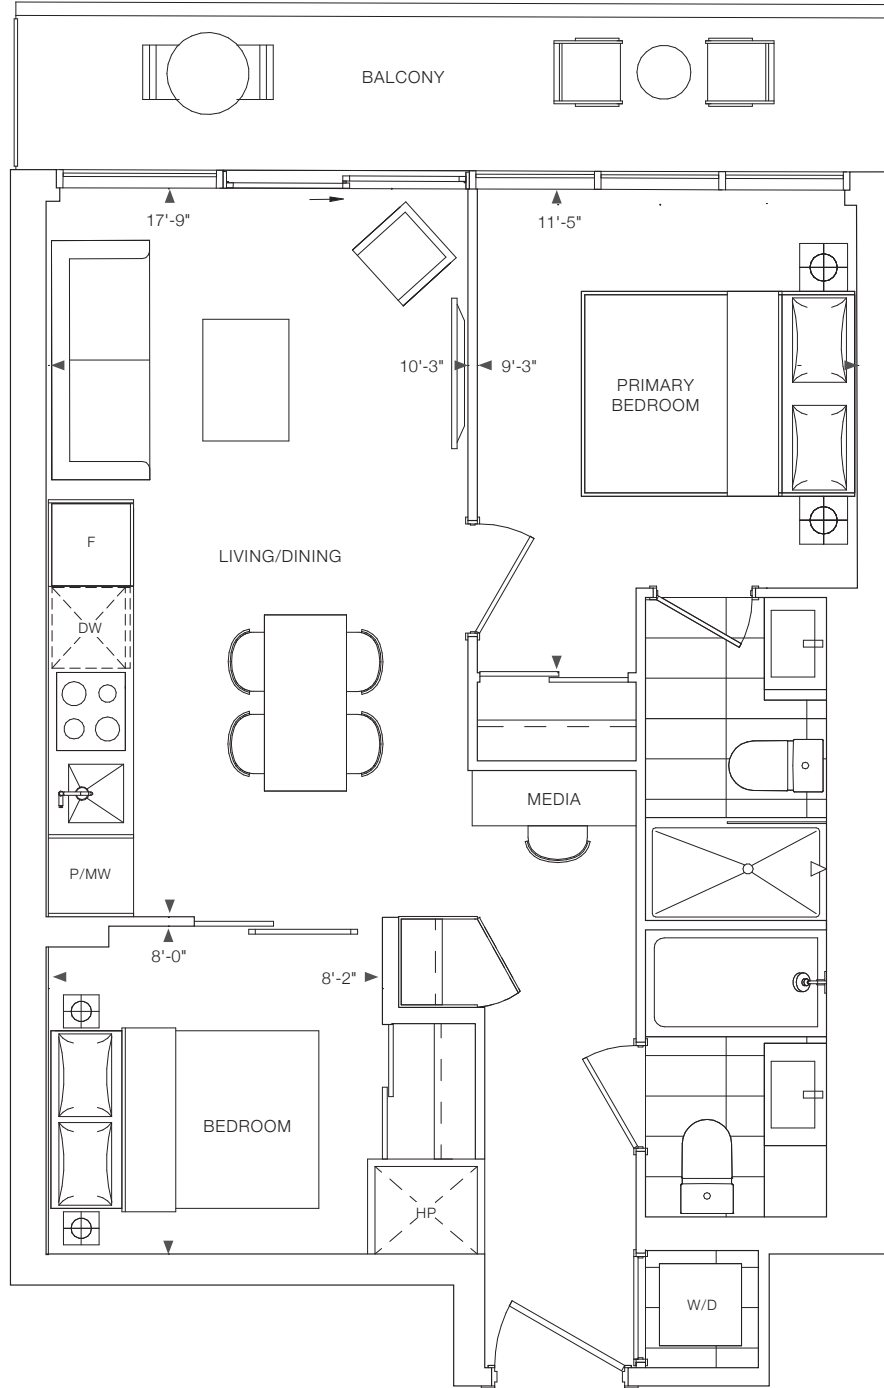 BALCONY
17'-9"
11'-5"
10'-3"
9'-3"
PRIMARY
BEDROOM
F
LIVING/DINING
DW
MEDIA
P/MW
8'-0"
8'-2"
BEDROOM
HP
W/D